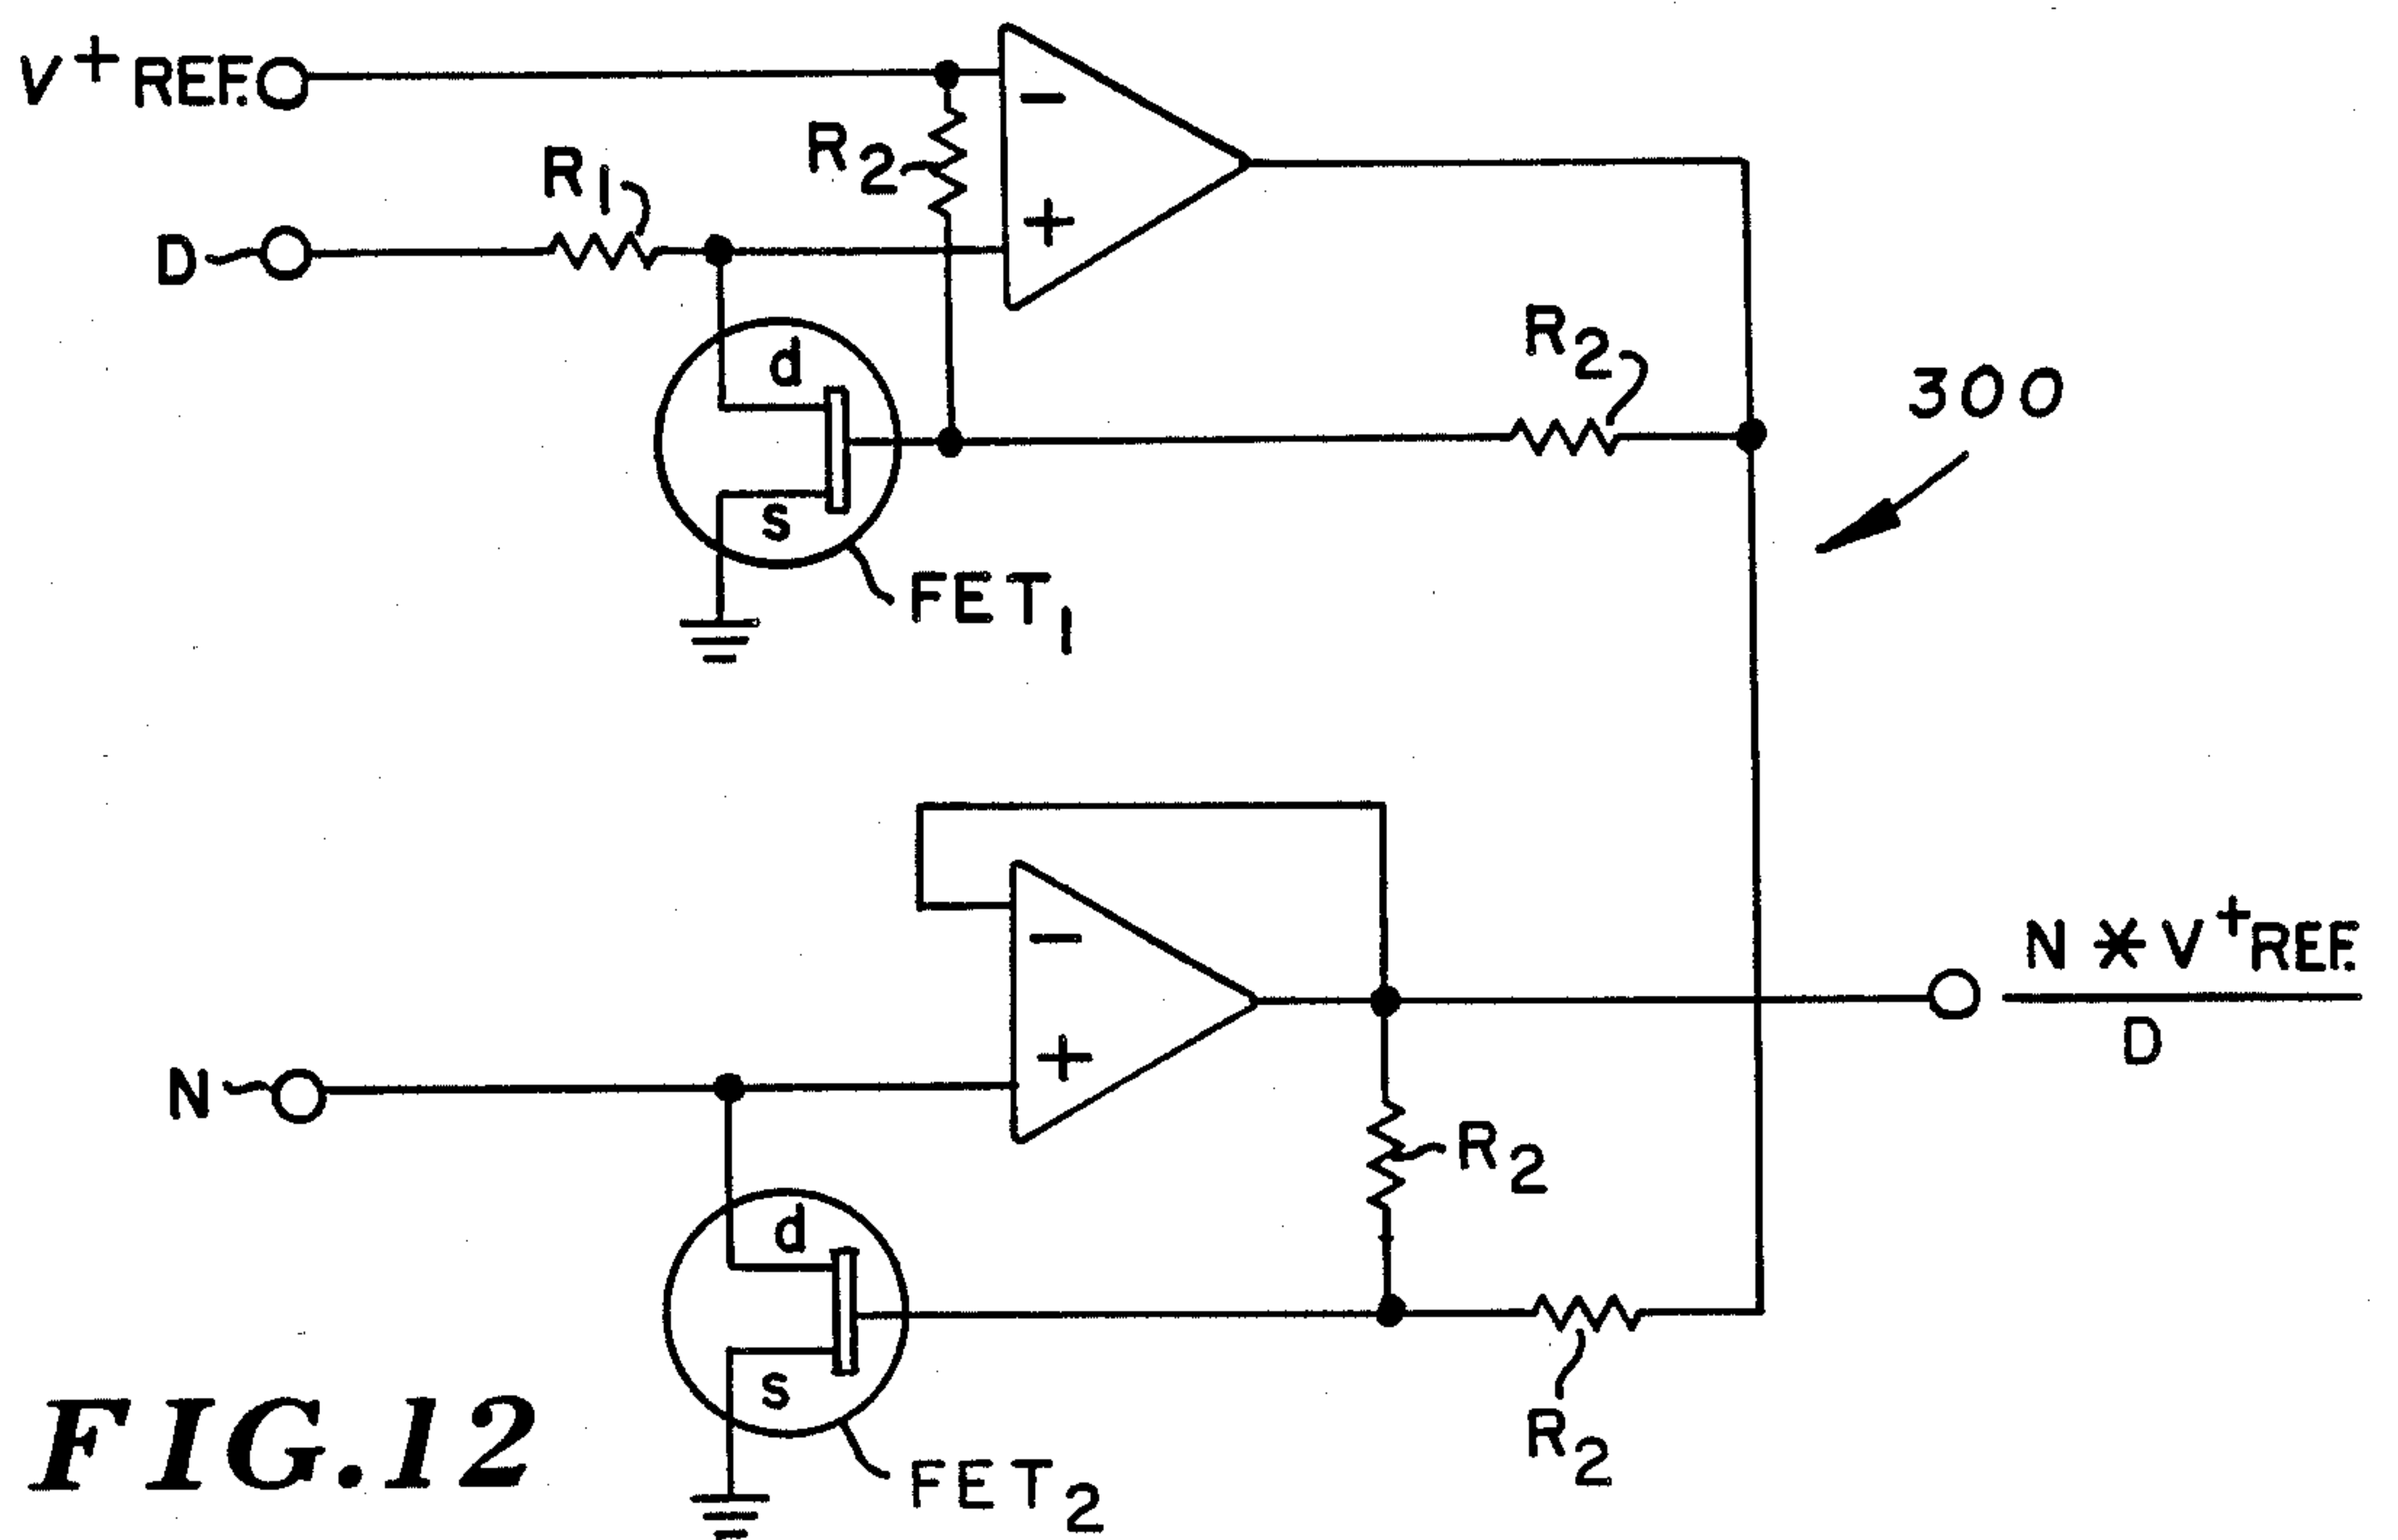 V+ REF.
−
R2
R1
D
+
d
R2
300
s
FET1
−
N * V+ REF.
D
+
N
R2
d
s
R2
FET2
FIG. 12